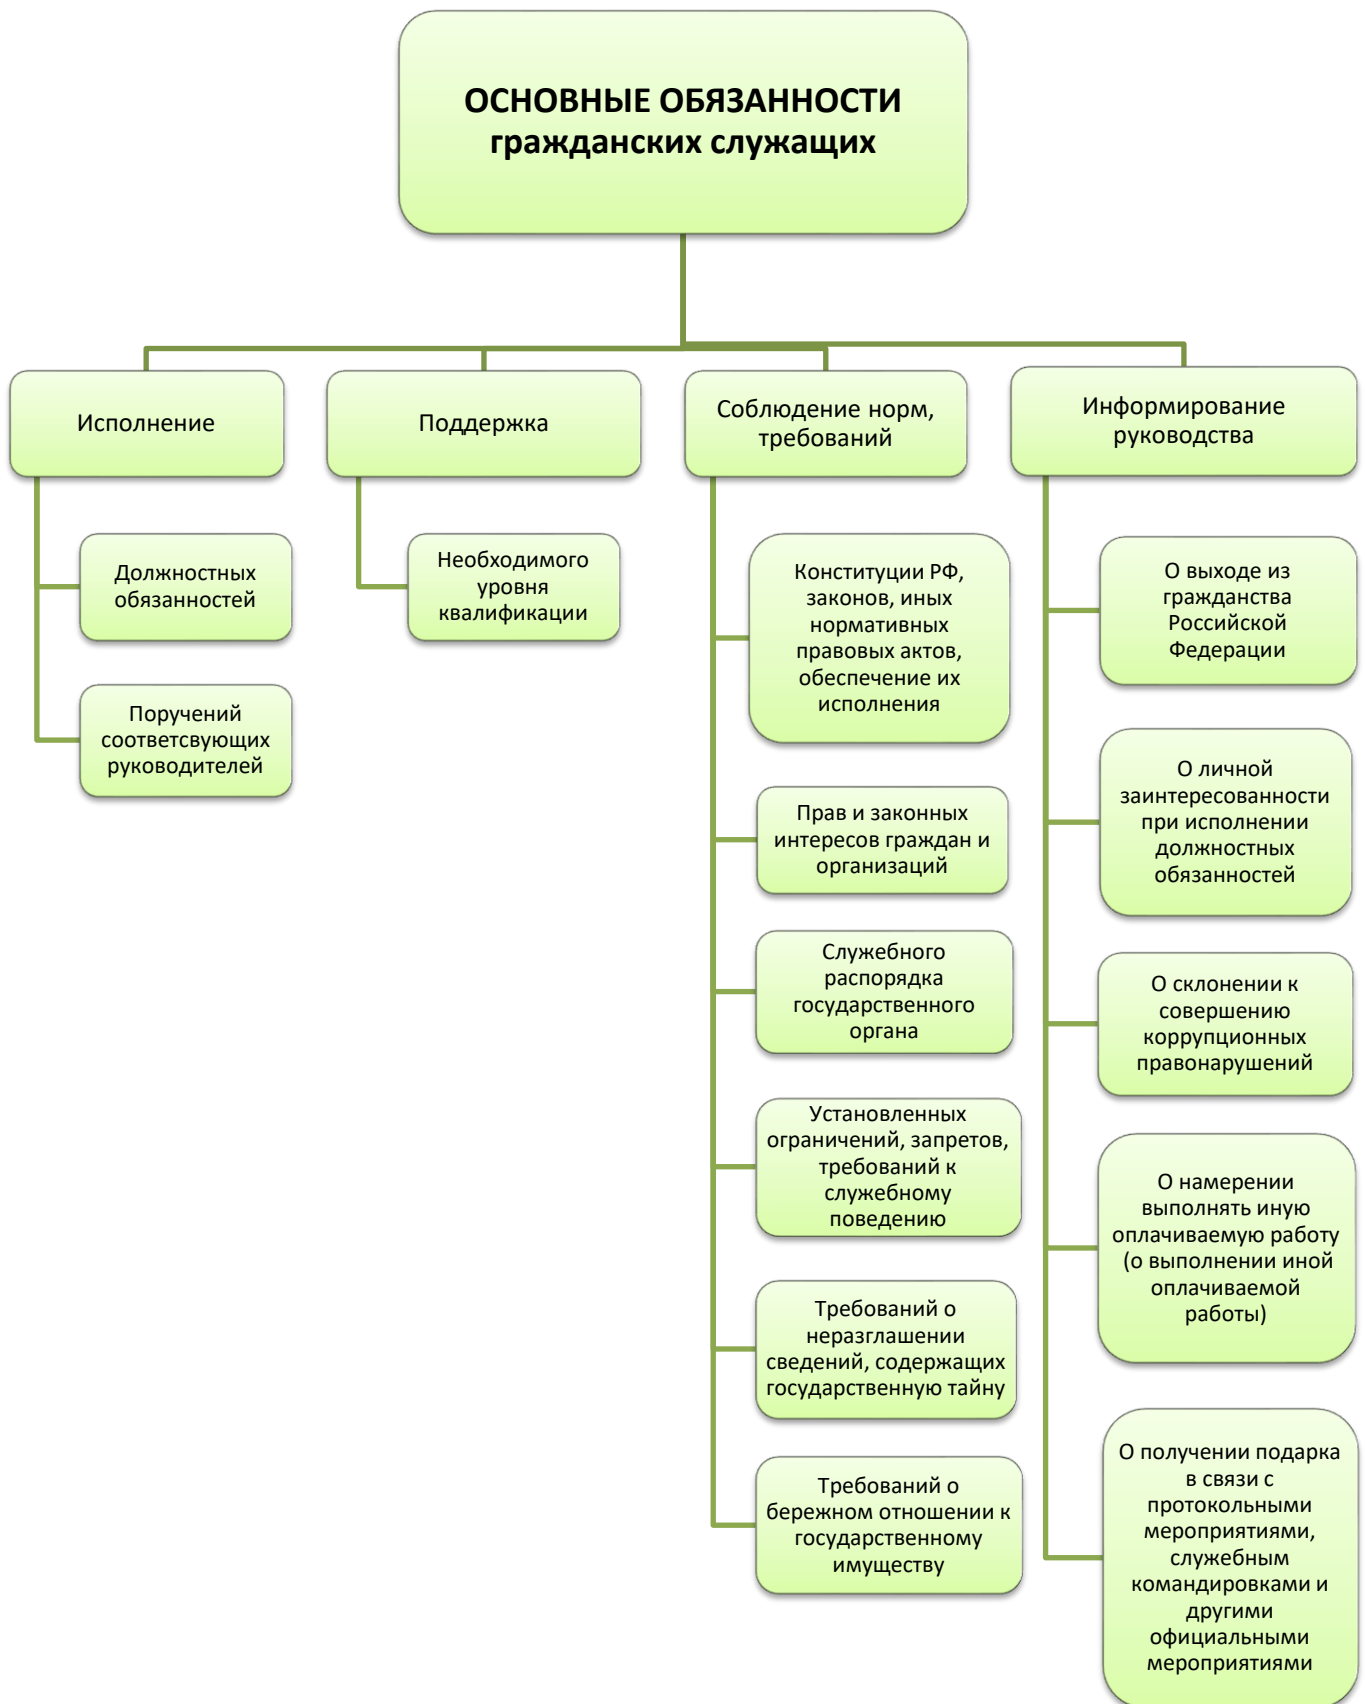 ОСНОВНЫЕ ОБЯЗАННОСТИ
гражданских служащих
Исполнение
Должностных
обязанностей
Поручений
соответсвующих
руководителей
Поддержка
Необходимого
уровня
квалификации
Соблюдение норм,
требований
Конституции РФ,
законов, иных
нормативных
правовых актов,
обеспечение их
исполнения
Прав и законных
интересов граждан и
организаций
Служебного
распорядка
государственного
органа
Установленных
ограничений, запретов,
требований к
служебному
поведению
Требований о
неразглашении
сведений, содержащих
государственную тайну
Требований о
бережном отношении к
государственному
имуществу
Информирование
руководства
О выходе из
гражданства
Российской
Федерации
О личной
заинтересованности
при исполнении
должностных
обязанностей
О склонении к
совершению
коррупционных
правонарушений
О намерении
выполнять иную
оплачиваемую работу
(о выполнении иной
оплачиваемой
работы)
О получении подарка
в связи с
протокольными
мероприятиями,
служебным
командировками и
другими
официальными
мероприятиями